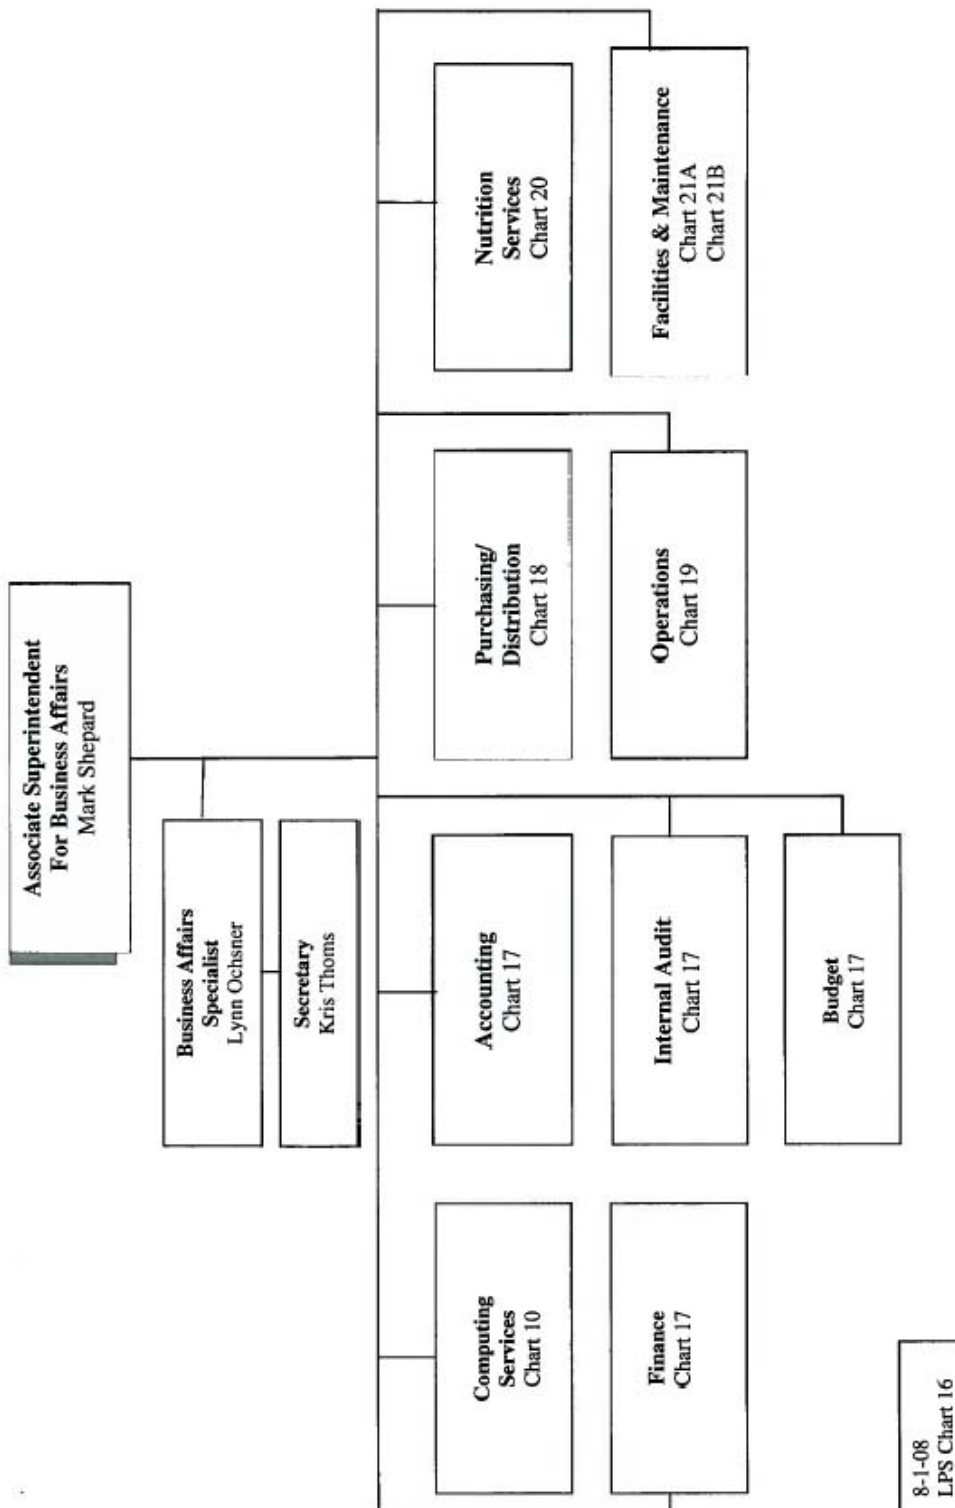 Associate Superintendent
For Business Affairs
Mark Shepard
Business Affairs
Specialist
Lynn Ochsner
Secretary
Kris Thoms
Computing
Services
Chart 10
Accounting
Chart 17
Purchasing/
Distribution
Chart 18
Nutrition
Services
Chart 20
Finance
Chart 17
Internal Audit
Chart 17
Operations
Chart 19
Facilities & Maintenance
Chart 21A
Chart 21B
Budget
Chart 17
8-1-08
LPS Chart 16